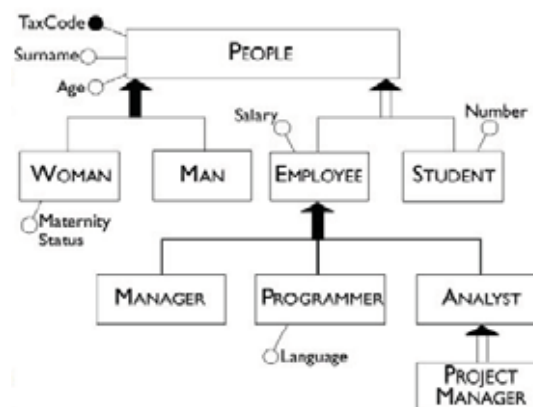 TaxCode
PEOPLE
Surname
Age
Salary
Number
WOMAN
MAN
EMPLOYEE
STUDENT
Maternity
Status
MANAGER
PROGRAMMER
ANALYST
Language
PROJECT
MANAGER